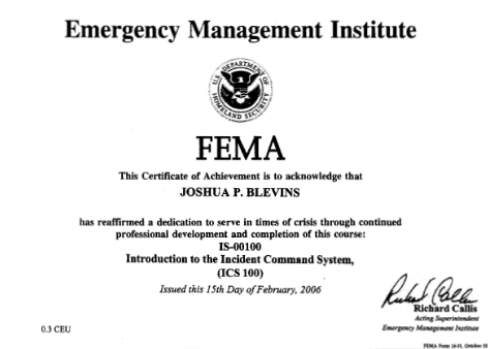 Emergency Management Institute
U.S. DEPARTMENT OF HOMELAND SECURITY
FEMA
This Certificate of Achievement is to acknowledge that
JOSHUA P. BLEVINS
has reaffirmed a dedication to serve in times of crisis through continued
professional development and completion of this course:
IS-00100
Introduction to the Incident Command System,
(ICS 100)
Issued this 15th Day of February, 2006
Richard Callis
Richard Callis
Acting Superintendent
Emergency Management Institute
0.3 CEU
FEMA Form 16-31, October 05